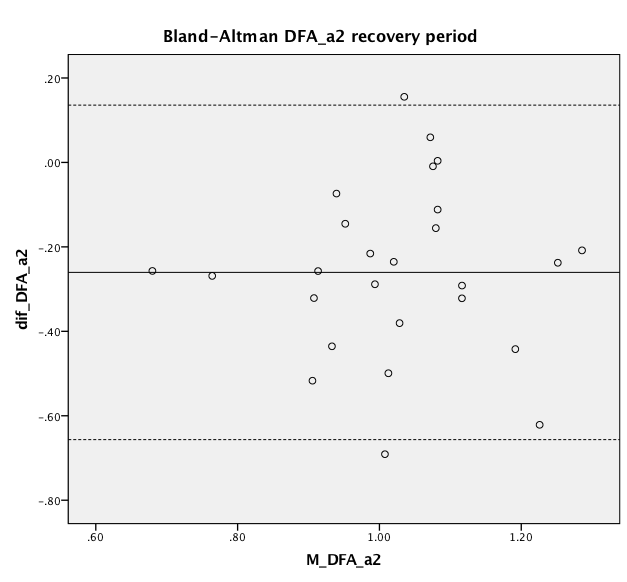 Bland-Altman DFA_a2 recovery period
.20
.00
-.20
-.40
-.60
-.80
dif_DFA_a2
.60 .80 1.00 1.20
M_DFA_a2